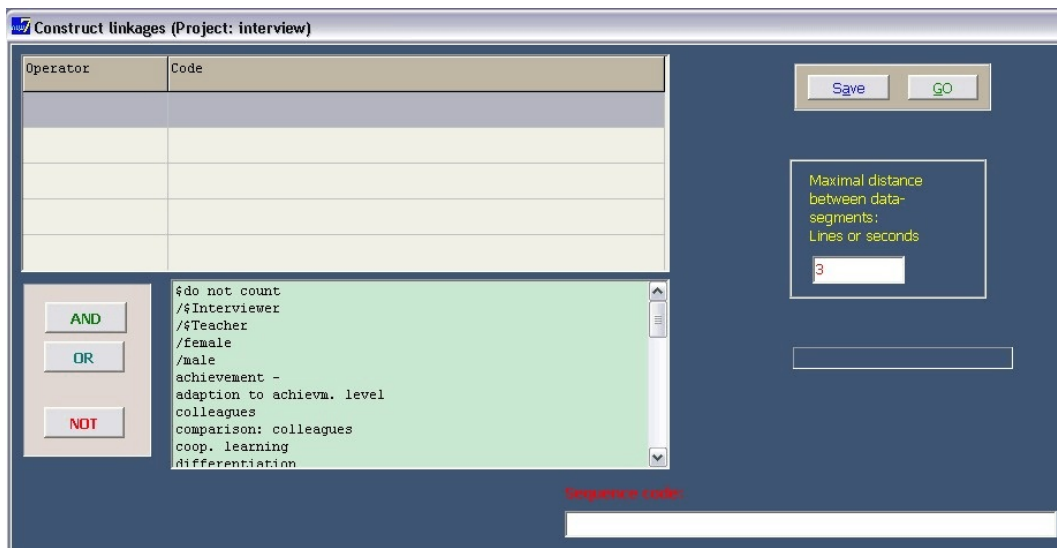 Construct linkages (Project: interview)
Operator Code
Save GO
Maximal distance
between data-
segments:
Lines or seconds
3
AND
OR
NOT
$do not count
/$Interviewer
/$Teacher
/female
/male
achievement -
adaption to achievm. level
colleagues
comparison: colleagues
coop. learning
differentiation
Sequence code: